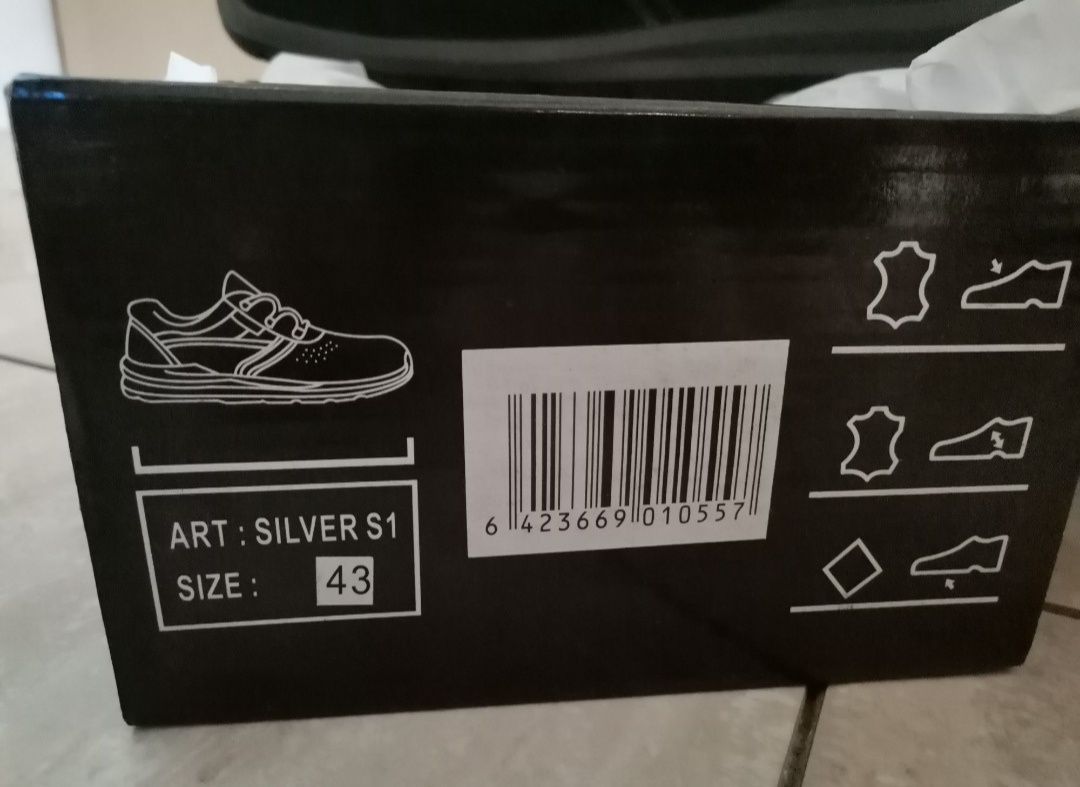 ART : SILVER S1
SIZE : 43
6 423669 010557